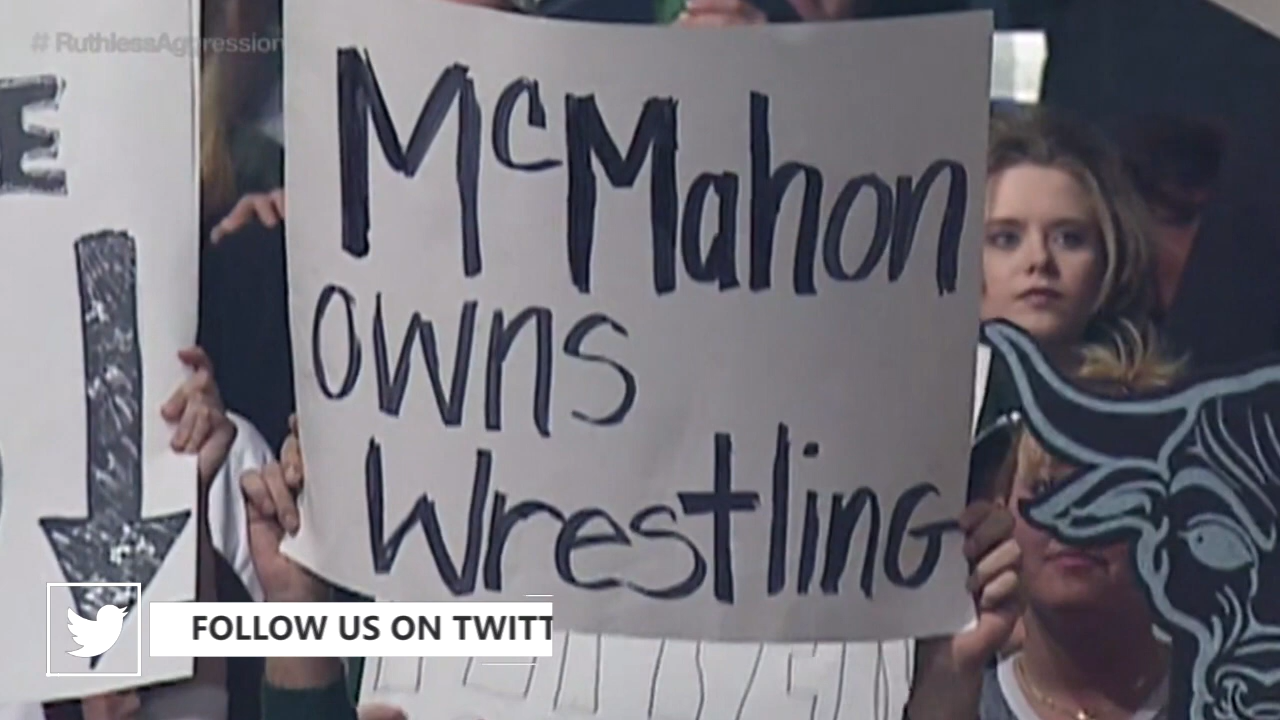 # RuthlessAggression
McMahon
owns
WrestlinG
E
FOLLOW US ON TWITT